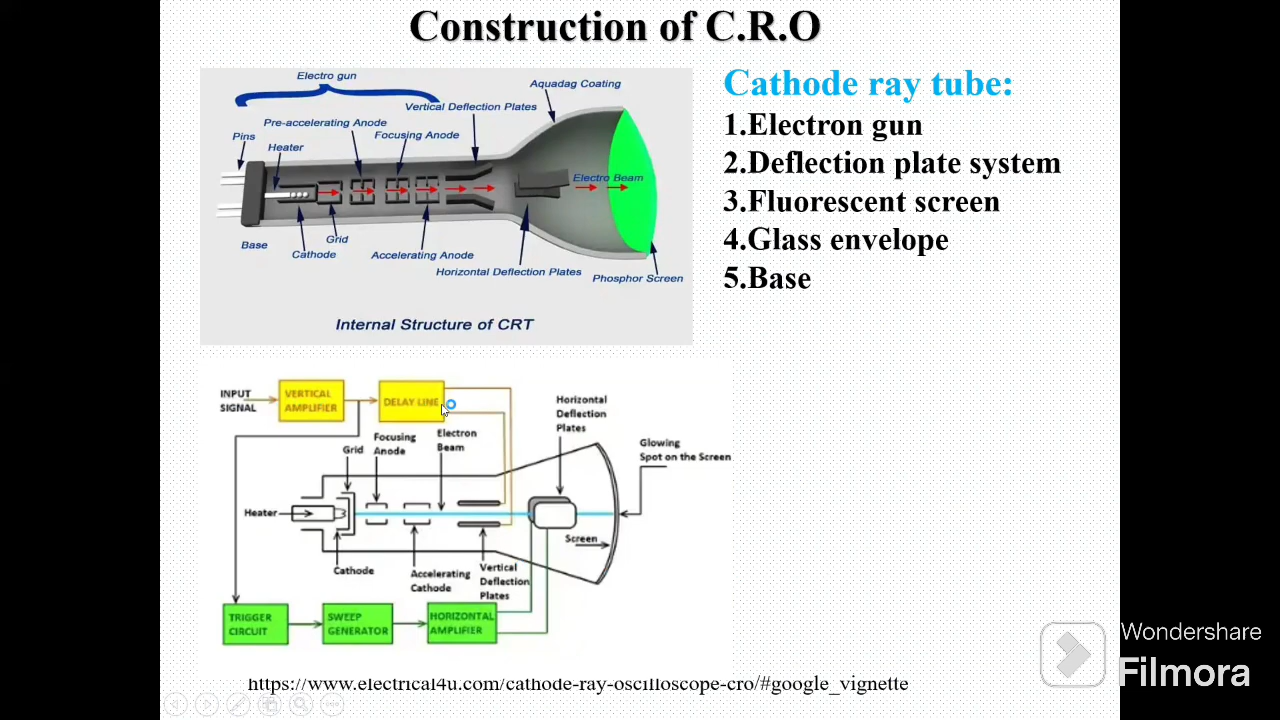 Construction of C.R.O
Electro gun
Aquadag Coating
Vertical Deflection Plates
Pre-accelerating Anode
Focusing Anode
Pins
Heater
Electro Beam
Base
Grid
Cathode
Accelerating Anode
Horizontal Deflection Plates
Phosphor Screen
Internal Structure of CRT
Cathode ray tube:
1.Electron gun
2.Deflection plate system
3.Fluorescent screen
4.Glass envelope
5.Base
INPUT
SIGNAL
VERTICAL
AMPLIFIER
DELAY LINE
Horizontal
Deflection
Plates
Grid
Focusing
Anode
Electron
Beam
Glowing
Spot on the Screen
Heater
Screen
Cathode
Accelerating
Cathode
Vertical
Deflection
Plates
TRIGGER
CIRCUIT
SWEEP
GENERATOR
HORIZONTAL
AMPLIFIER
https://www.electrical4u.com/cathode-ray-oscilloscope-cro/#google_vignette
Wondershare
Filmora